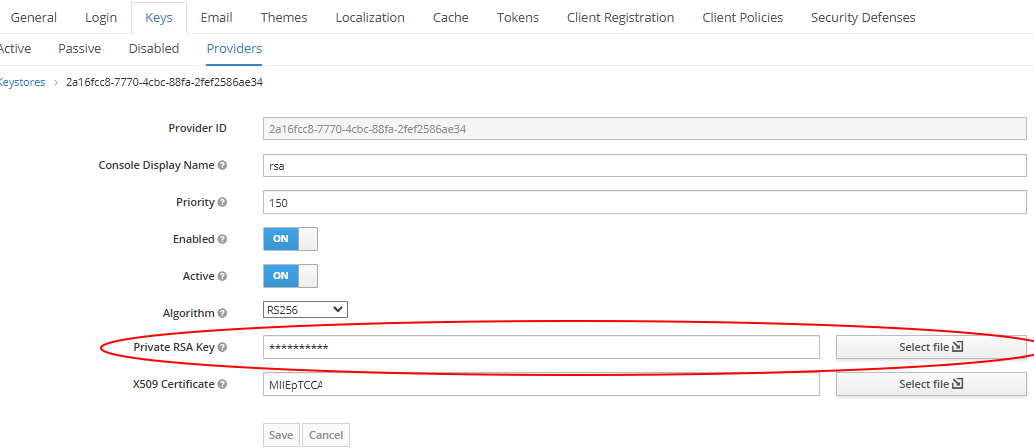 General Login Keys Email Themes Localization Cache Tokens Client Registration Client Policies Security Defenses
Active Passive Disabled Providers
Keystores > 2a16fcc8-7770-4cbc-88fa-2fef2586ae34
Provider ID 2a16fcc8-7770-4cbc-88fa-2fef2586ae34
Console Display Name ? rsa
Priority ? 150
Enabled ? ON
Active ? ON
Algorithm ? RS256
Private RSA Key ? ********** Select file
X509 Certificate ? MIIEpTCCA Select file
Save Cancel